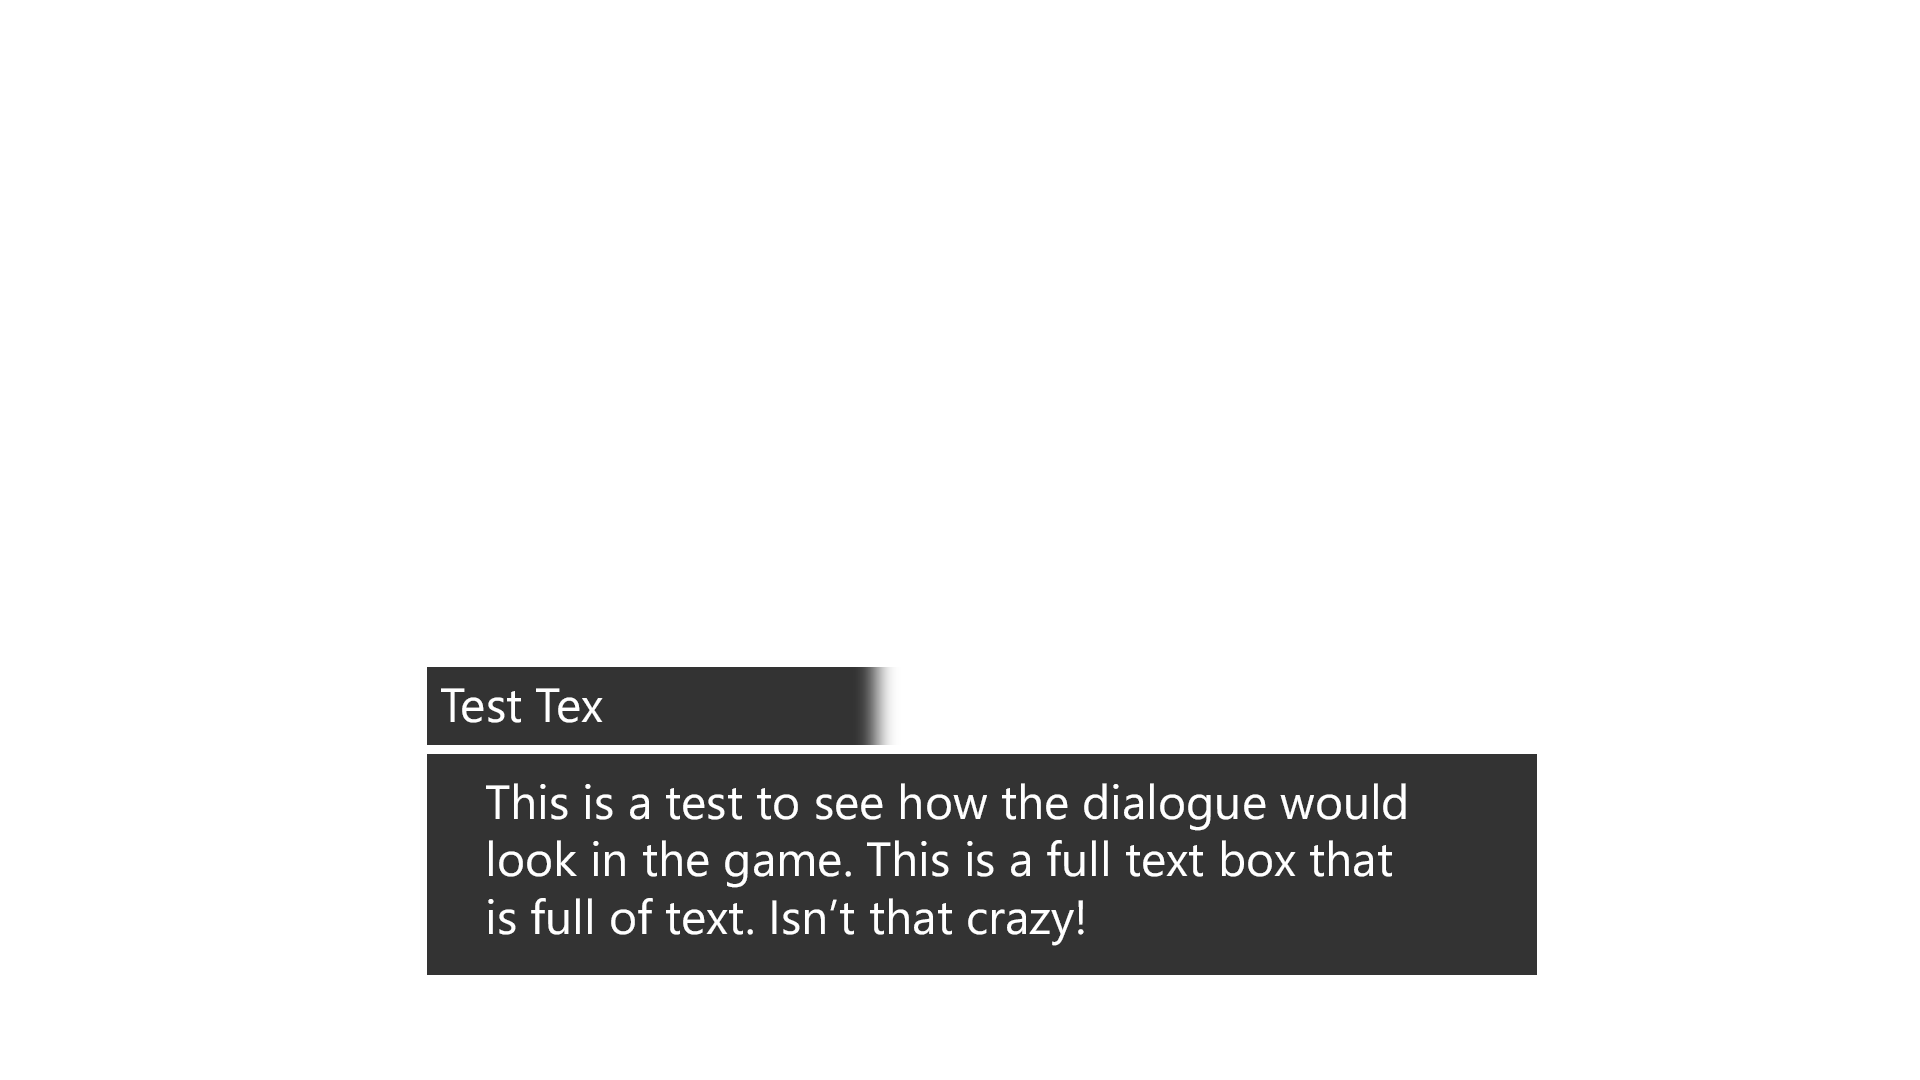 Test Tex
This is a test to see how the dialogue would
look in the game. This is a full text box that
is full of text. Isn’t that crazy!